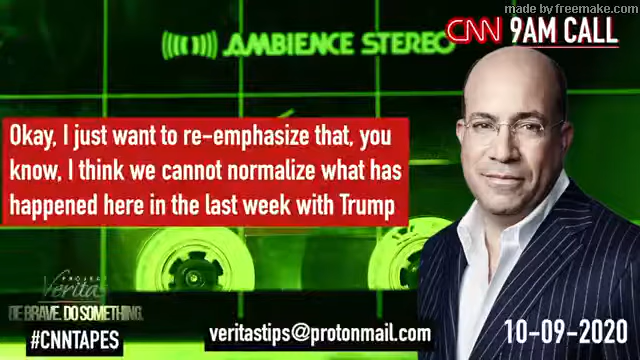 made by freemake.com
AMBIENCE STEREO
CNN 9AM CALL
Okay, I just want to re-emphasize that, you
know, I think we cannot normalize what has
happened here in the last week with Trump
PROJECT
Veritas
BE BRAVE. DO SOMETHING.
#CNNTAPES
veritastips@protonmail.com
10-09-2020